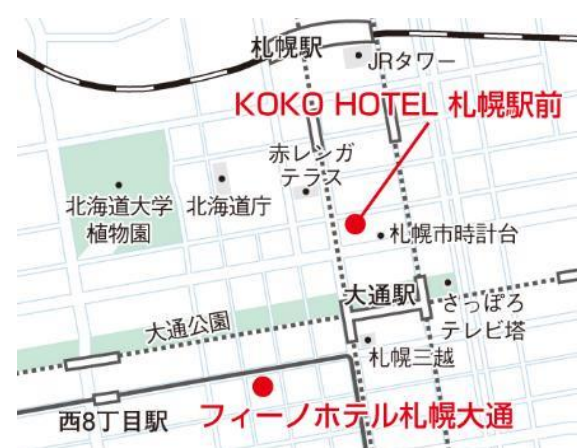 札幌駅
JRタワー
KOKO HOTEL 札幌駅前
赤レンガ
テラス
北海道大学
植物園
北海道庁
札幌市時計台
大通駅
さっぽろ
テレビ塔
大通公園
札幌三越
西8丁目駅
フィーノホテル札幌大通